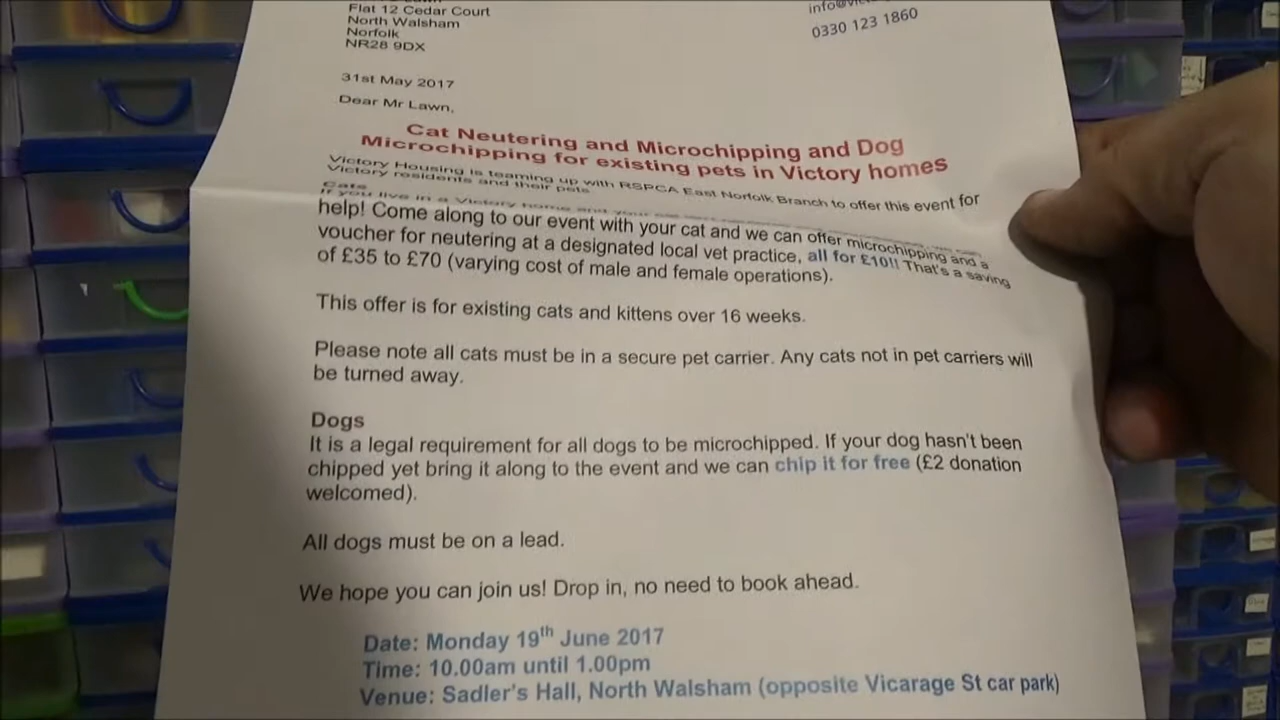 Flat 12 Cedar Court
North Walsham
Norfolk
NR28 9DX
0330 123 1860
31st May 2017
Dear Mr Lawn,
Cat Neutering and Microchipping and Dog
Microchipping for existing pets in Victory homes
Victory Housing is teaming up with RSPCA East Norfolk Branch to offer this event for
Victory residents and their pets.
Cats
If you live in a Victory home and your
help! Come along to our event with your cat and we can offer microchipping and a
voucher for neutering at a designated local vet practice, all for £10!! That's a saving
of £35 to £70 (varying cost of male and female operations).
This offer is for existing cats and kittens over 16 weeks.
Please note all cats must be in a secure pet carrier. Any cats not in pet carriers will
be turned away.
Dogs
It is a legal requirement for all dogs to be microchipped. If your dog hasn't been
chipped yet bring it along to the event and we can chip it for free (£2 donation
welcomed).
All dogs must be on a lead.
We hope you can join us! Drop in, no need to book ahead.
Date: Monday 19th June 2017
Time: 10.00am until 1.00pm
Venue: Sadler's Hall, North Walsham (opposite Vicarage St car park)